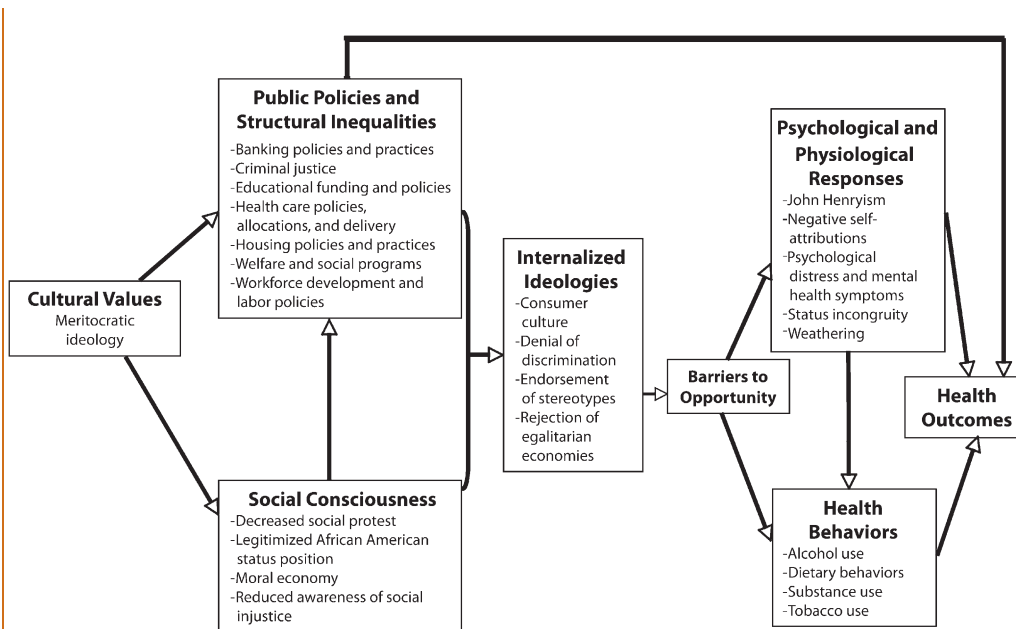 Public Policies and
Structural Inequalities
-Banking policies and practices
-Criminal justice
-Educational funding and policies
-Health care policies,
allocations, and delivery
-Housing policies and practices
-Welfare and social programs
-Workforce development and
labor policies
Cultural Values
Meritocratic
ideology
Social Consciousness
-Decreased social protest
-Legitimized African American
status position
-Moral economy
-Reduced awareness of social
injustice
Internalized
Ideologies
-Consumer
culture
-Denial of
discrimination
-Endorsement
of stereotypes
-Rejection of
egalitarian
economies
Barriers to
Opportunity
Psychological and
Physiological
Responses
-John Henryism
-Negative self-
attributions
-Psychological
distress and mental
health symptoms
-Status incongruity
-Weathering
Health
Behaviors
-Alcohol use
-Dietary behaviors
-Substance use
-Tobacco use
Health
Outcomes